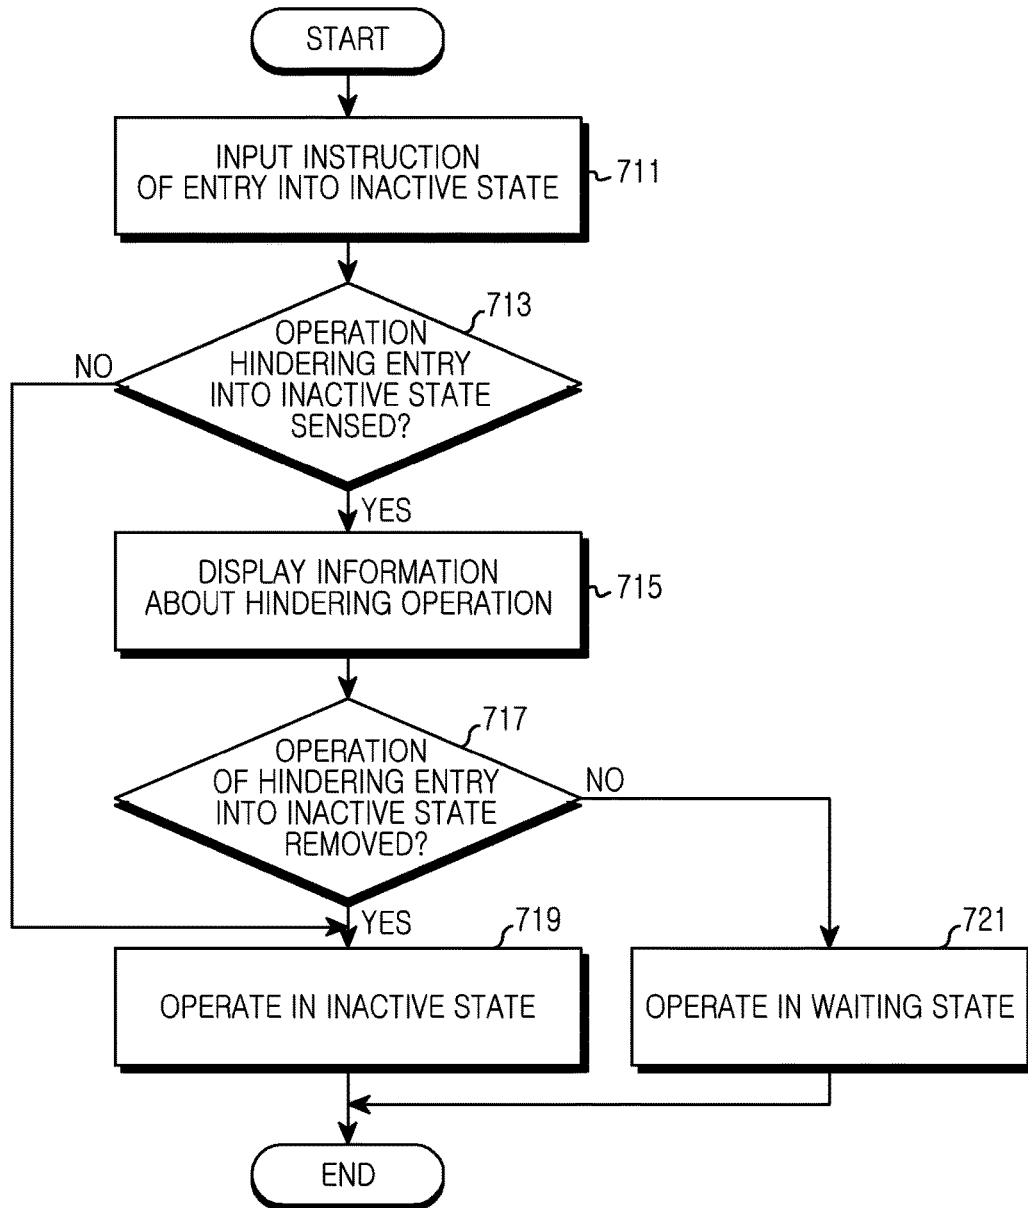 START
INPUT INSTRUCTION
OF ENTRY INTO INACTIVE STATE
711
713
OPERATION
HINDERING ENTRY
INTO INACTIVE STATE
SENSED?
NO
YES
DISPLAY INFORMATION
ABOUT HINDERING OPERATION
715
717
OPERATION
OF HINDERING ENTRY
INTO INACTIVE STATE
REMOVED?
NO
YES
719
721
OPERATE IN INACTIVE STATE
OPERATE IN WAITING STATE
END